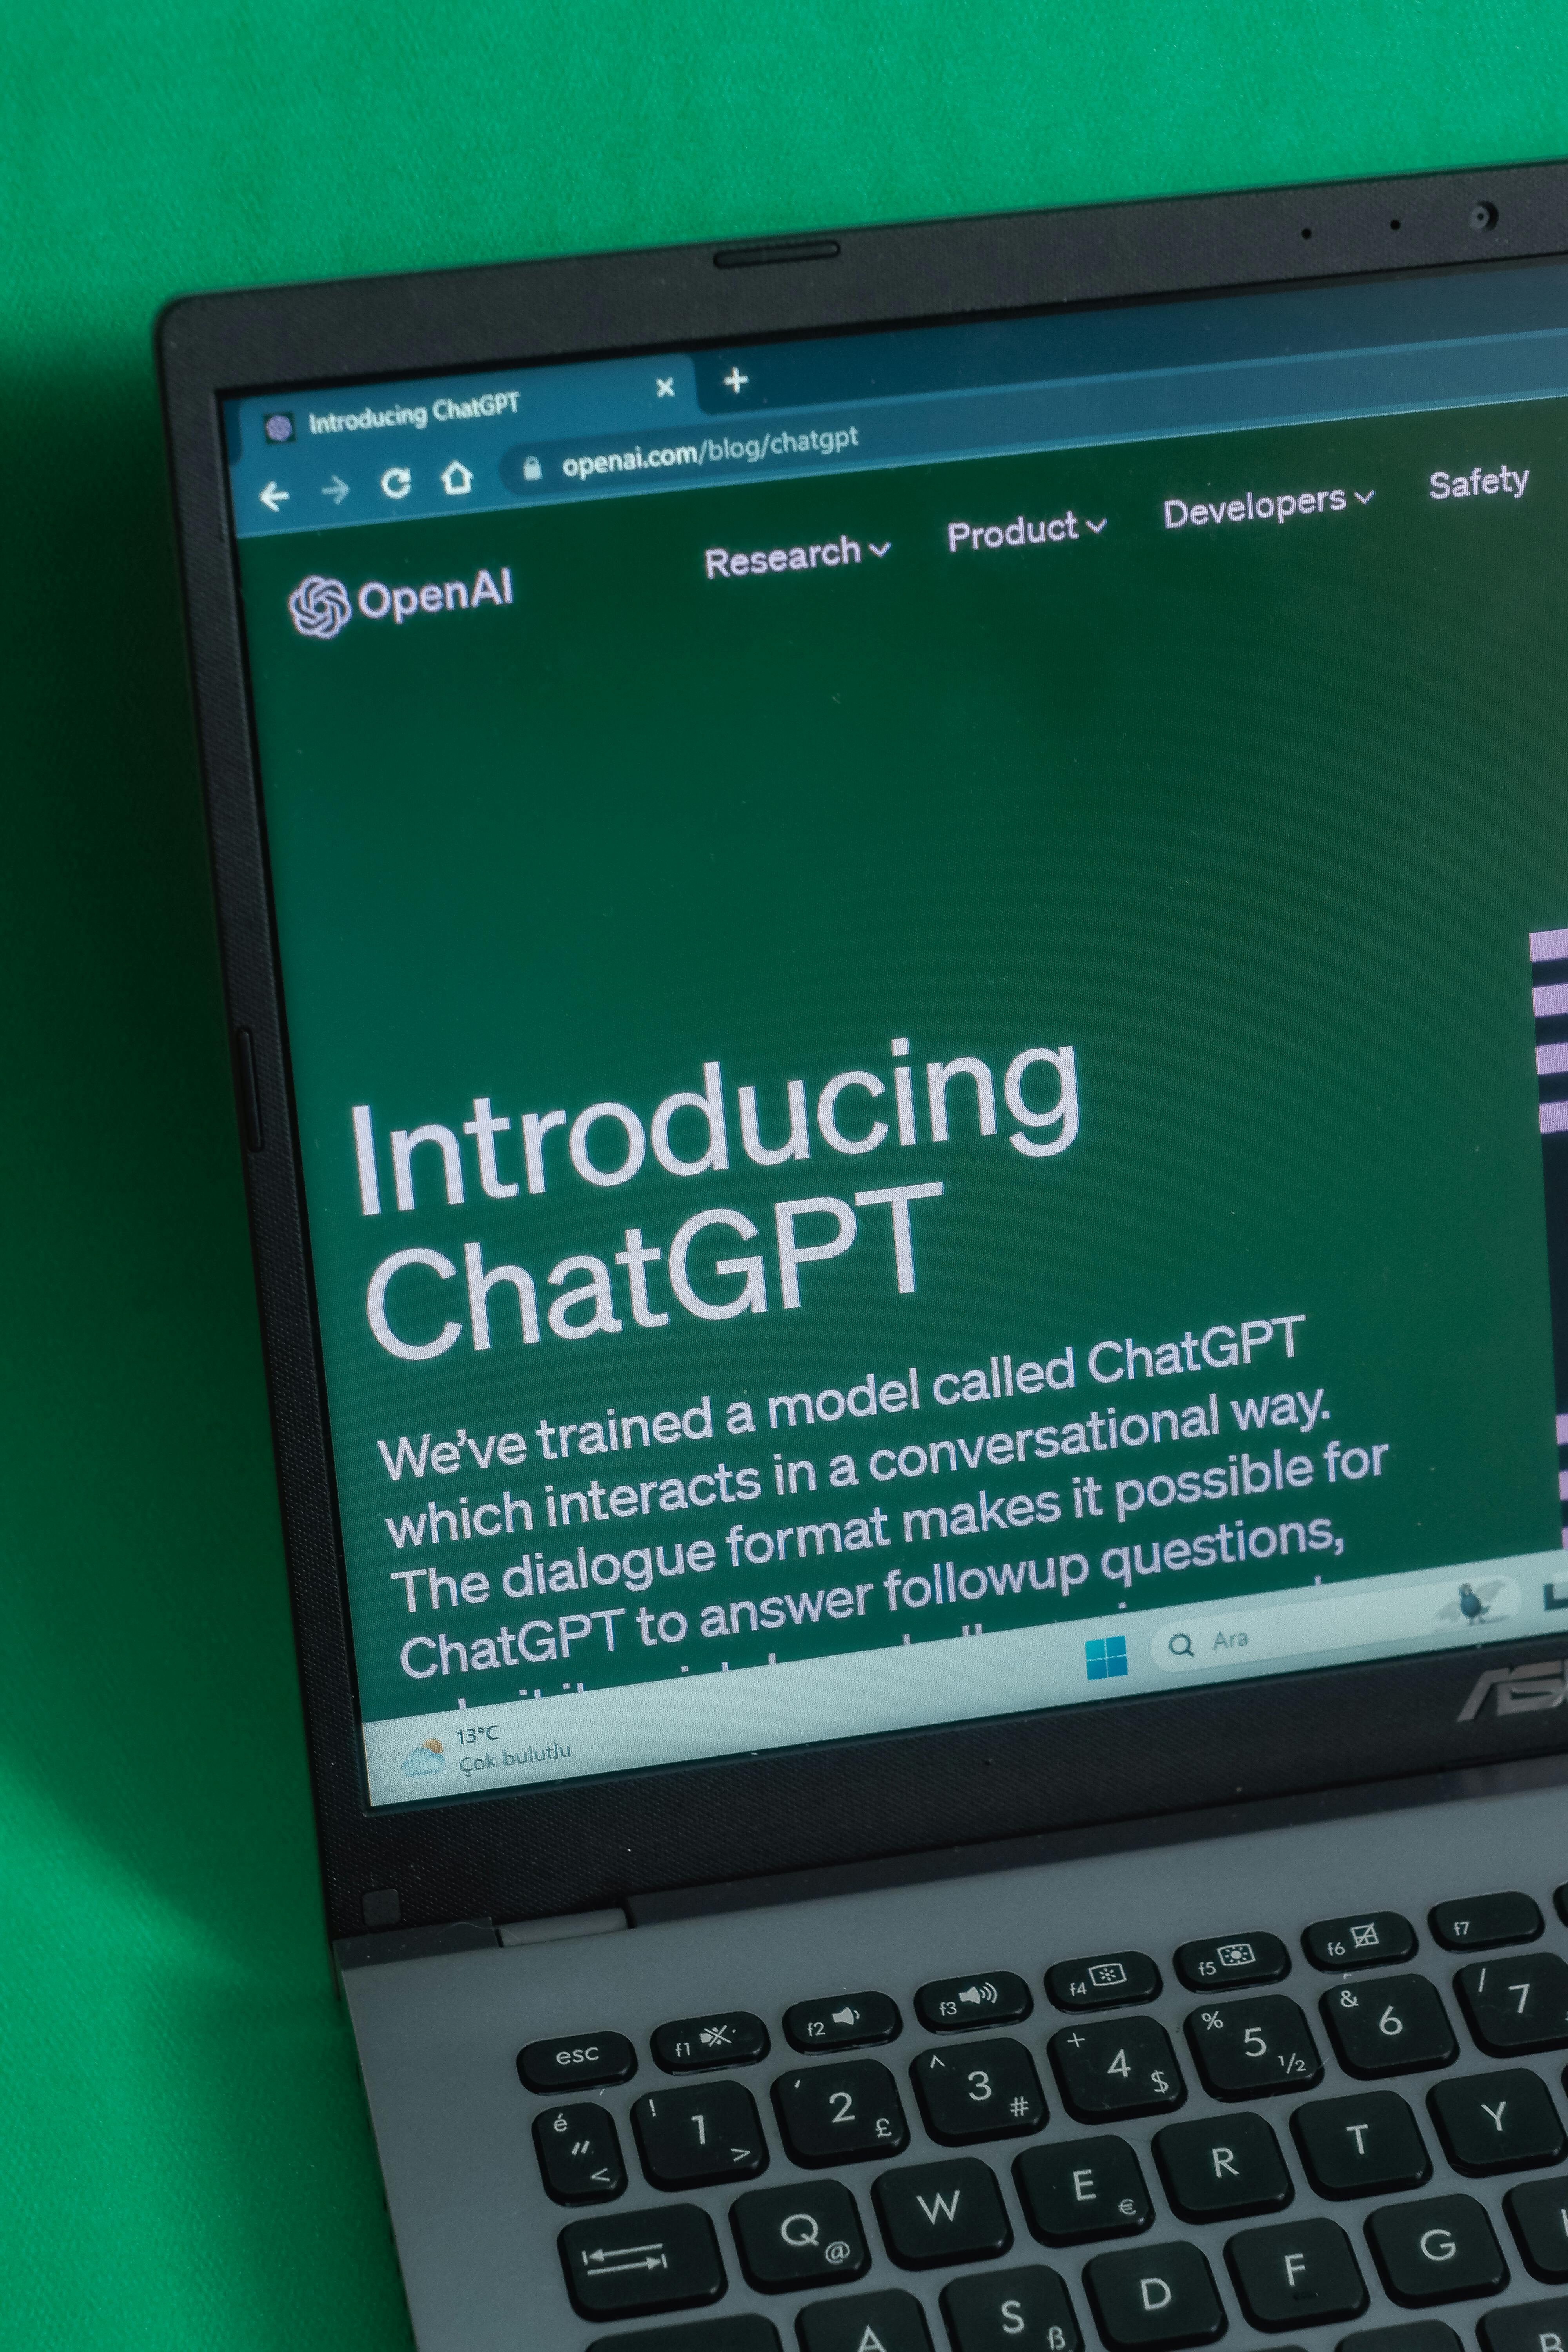 Introducing ChatGPT
openai.com/blog/chatgpt
OpenAI
Research
Product
Developers
Safety
Introducing
ChatGPT
We've trained a model called ChatGPT
which interacts in a conversational way.
The dialogue format makes it possible for
ChatGPT to answer followup questions,
13°C
Çok bulutlu
Ara
esc
f1
f2
f3
f4
f5
f6
f7
é " <
! 1 >
' 2 £
^ 3 #
+ 4 $
% 5 ½
& 6
/ 7
Q @
W
E €
R
T
Y
A
S ß
D
F
G